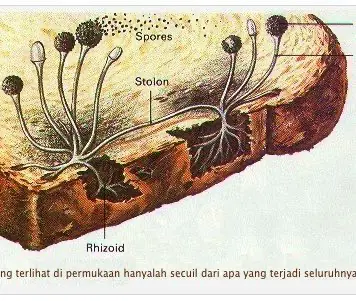 Spores
Stolon
Rhizoid
ng terlihat di permukaan hanyalah secuil dari apa yang terjadi seluruhnya